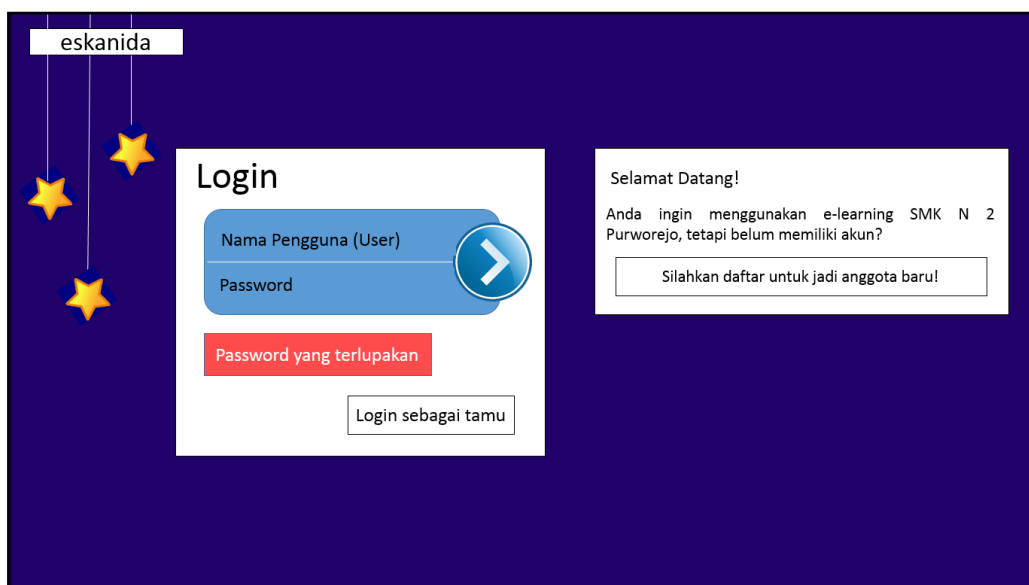 eskanida
Login
Nama Pengguna (User)
Password
Password yang terlupakan
Login sebagai tamu
Selamat Datang!
Anda ingin menggunakan e-learning SMK N 2
Purworejo, tetapi belum memiliki akun?
Silahkan daftar untuk jadi anggota baru!